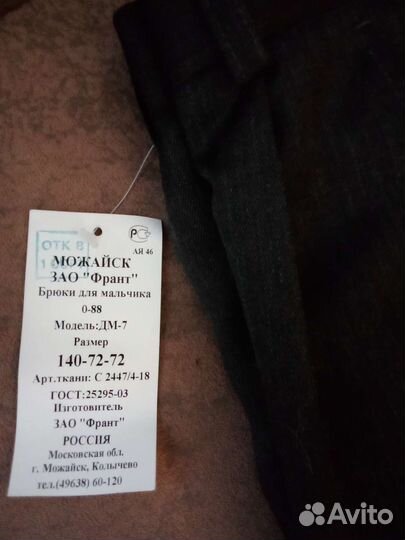 ОТК 8
АЯ 46
МОЖАЙСК
ЗАО "Франт"
Брюки для мальчика
0-88
Модель:ДМ-7
Размер
140-72-72
Арт.ткани: С 2447/4-18
ГОСТ:25295-03
Изготовитель
ЗАО "Франт"
РОССИЯ
Московская обл.
г. Можайск, Колычево
тел.(49638) 60-120
Avito